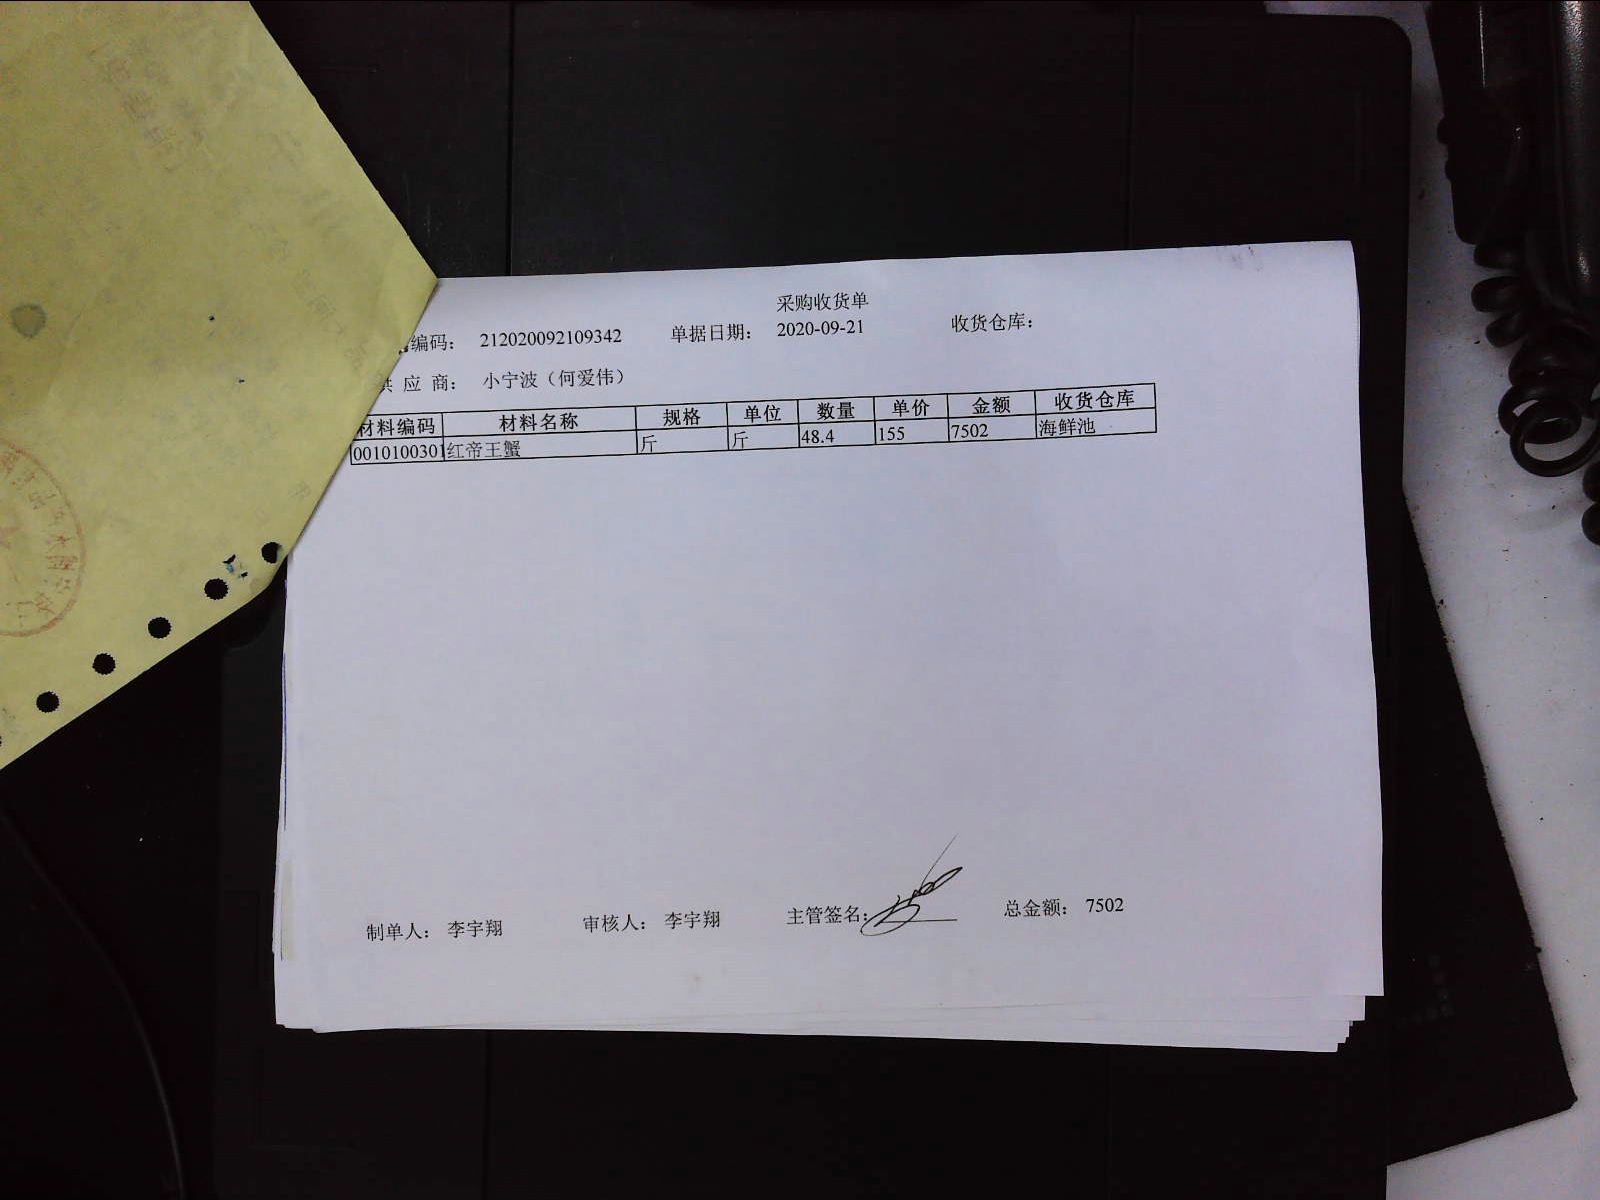 采购收货单
编码： 212020092109342 单据日期： 2020-09-21 收货仓库：
供 应 商： 小宁波（何爱伟）
材料编码 材料名称 规格 单位 数量 单价 金额 收货仓库
0010100301 红帝王蟹 斤 斤 48.4 155 7502 海鲜池
制单人： 李宇翔 审核人： 李宇翔 主管签名： 总金额： 7502